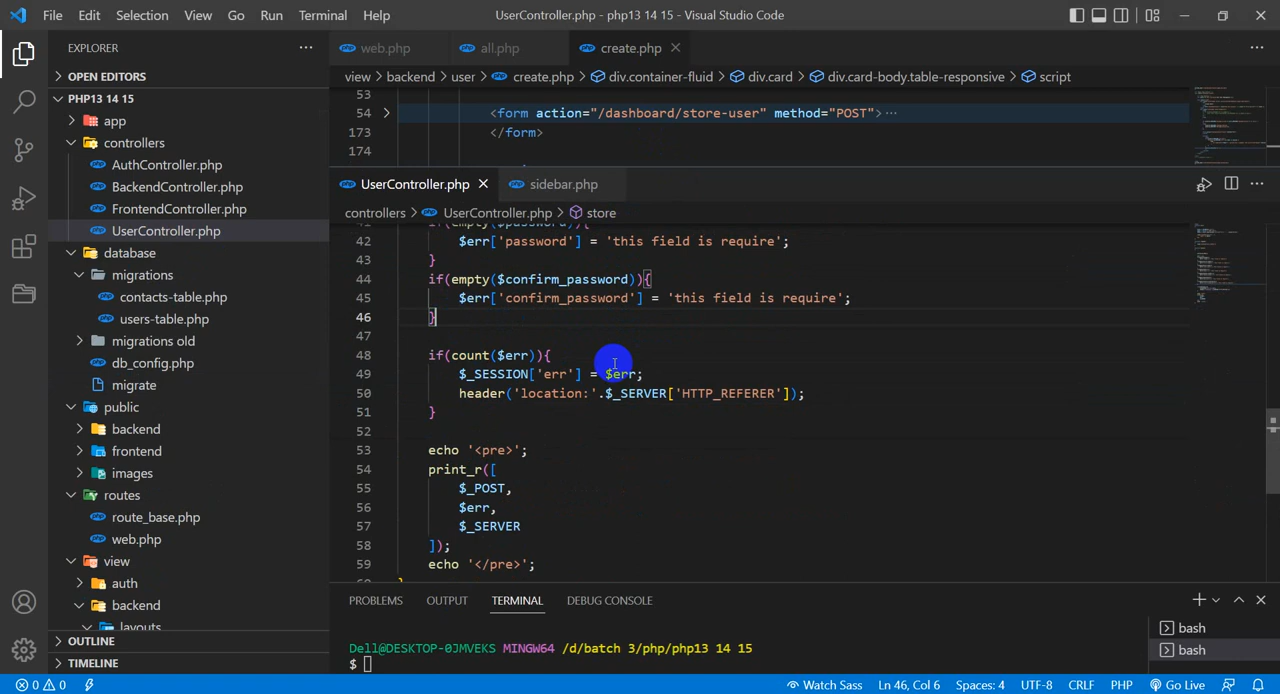 File Edit Selection View Go Run Terminal Help UserController.php - php13 14 15 - Visual Studio Code
EXPLORER
OPEN EDITORS
PHP13 14 15
app
controllers
AuthController.php
BackendController.php
FrontendController.php
UserController.php
database
migrations
contacts-table.php
users-table.php
migrations old
db_config.php
migrate
public
backend
frontend
images
routes
route_base.php
web.php
view
auth
backend
layouts
OUTLINE
TIMELINE
web.php all.php create.php
view > backend > user > create.php > div.container-fluid > div.card > div.card-body.table-responsive > script
53
54 <form action="/dashboard/store-user" method="POST">…
173 </form>
174
UserController.php sidebar.php
controllers > UserController.php > store
41 if(empty($password)){
42 $err['password'] = 'this field is require';
43 }
44 if(empty($confirm_password)){
45 $err['confirm_password'] = 'this field is require';
46 }
47
48 if(count($err)){
49 $_SESSION['err'] = $err;
50 header('location:'.$_SERVER['HTTP_REFERER']);
51 }
52
53 echo '<pre>';
54 print_r([
55 $_POST,
56 $err,
57 $_SERVER
58 ]);
59 echo '</pre>';
60 }
PROBLEMS OUTPUT TERMINAL DEBUG CONSOLE
Dell@DESKTOP-0JMVEKS MINGW64 /d/batch 3/php/php13 14 15
$
bash
bash
0 0 Watch Sass Ln 46, Col 6 Spaces: 4 UTF-8 CRLF PHP Go Live